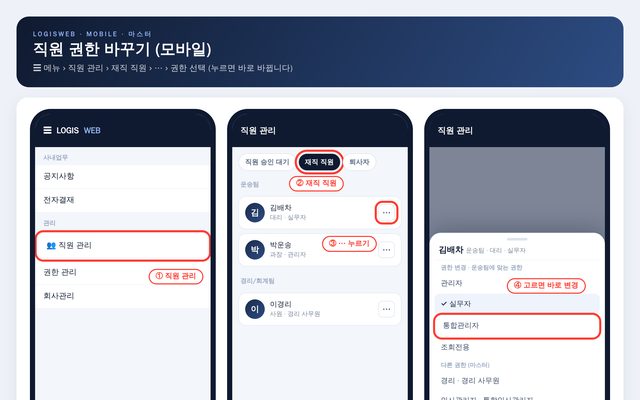 LOGISWEB · MOBILE · 마스터
직원 권한 바꾸기 (모바일)
☰ 메뉴 › 직원 관리 › 재직 직원 › ⋯ › 권한 선택 (누르면 바로 바뀝니다)
☰ LOGIS WEB
사내업무
공지사항
전자결재
관리
👥 직원 관리
권한 관리
① 직원 관리
회사관리
직원 관리
직원 승인 대기
재직 직원
퇴사자
② 재직 직원
운송팀
김
김배차
대리 · 실무자
⋯
박
박운송
과장 · 관리자
③ ⋯ 누르기
⋯
경리/회계팀
이
이경리
사원 · 경리 사무원
⋯
직원 관리
김배차 운송팀 · 대리 · 실무자
권한 변경 · 운송팀에 맞는 권한
관리자
④ 고르면 바로 변경
✓ 실무자
통합관리자
조회전용
다른 권한 (마스터)
경리 · 경리 사무원